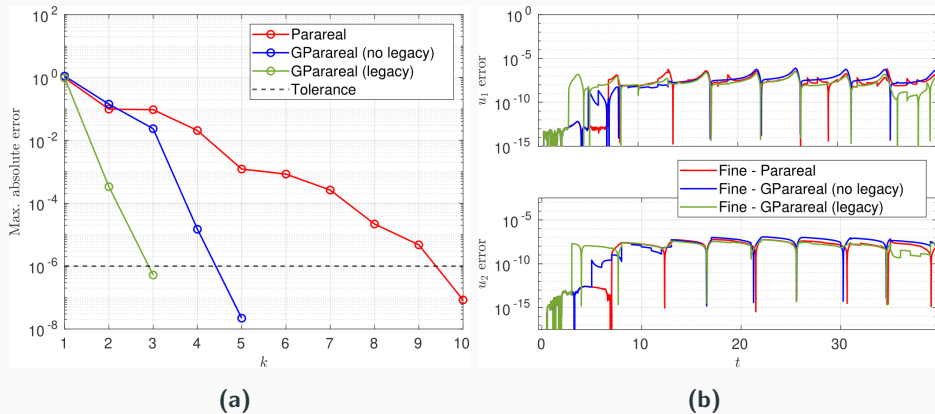 Max. absolute error
10^2
10^0
10^-2
10^-4
10^-6
10^-8
1 2 3 4 5 6 7 8 9 10
k
Parareal
GParareal (no legacy)
GParareal (legacy)
Tolerance
(a)
u_1 error
10^0
10^-5
10^-10
10^-15
Fine - Parareal
Fine - GParareal (no legacy)
Fine - GParareal (legacy)
u_2 error
10^-5
10^-10
10^-15
0 10 20 30
t
(b)